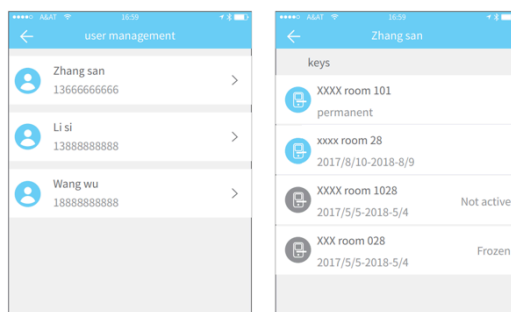 ●●●●○ A&AT 16:59
user management
Zhang san
13666666666
Li si
13888888888
Wang wu
18888888888
●●●●○ A&AT 16:59
Zhang san
keys
XXXX room 101
permanent
xxxx room 28
2017/8/10-2018-8/9
XXXX room 1028
2017/5/5-2018-5/4
Not active
XXX room 028
2017/5/5-2018-5/4
Frozen